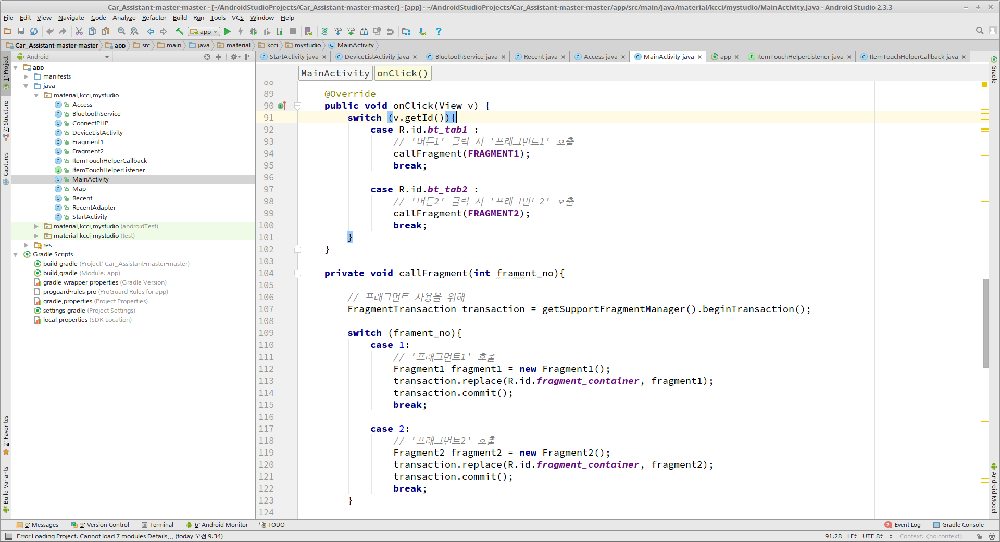 Car_Assistant-master-master - [~/AndroidStudioProjects/Car_Assistant-master-master] - [app] - ~/AndroidStudioProjects/Car_Assistant-master-master/app/src/main/java/material/kcci/mystudio/MainActivity.java - Android Studio 2.3.3
File Edit View Navigate Code Analyze Refactor Build Run Tools VCS Window Help
app
Car_Assistant-master-master app src main java material kcci mystudio MainActivity
Android
StartActivity.java DeviceListActivity.java BluetoothService.java Recent.java Access.java MainActivity.java app ItemTouchHelperListener.java ItemTouchHelperCallback.java
1: Project
7: Structure
Captures
2: Favorites
Build Variants
app
manifests
java
material.kcci.mystudio
Access
BluetoothService
ConnectPHP
DeviceListActivity
Fragment1
Fragment2
ItemTouchHelperCallback
ItemTouchHelperListener
MainActivity
Map
Recent
RecentAdapter
StartActivity
material.kcci.mystudio (androidTest)
material.kcci.mystudio (test)
res
Gradle Scripts
build.gradle (Project: Car_Assistant-master-master)
build.gradle (Module: app)
gradle-wrapper.properties (Gradle Version)
proguard-rules.pro (ProGuard Rules for app)
gradle.properties (Project Properties)
settings.gradle (Project Settings)
local.properties (SDK Location)
MainActivity onClick()
88
89 @Override
90 public void onClick(View v) {
91 switch (v.getId()){
92 case R.id.bt_tab1 :
93 // '버튼1' 클릭 시 '프래그먼트1' 호출
94 callFragment(FRAGMENT1);
95 break;
96
97 case R.id.bt_tab2 :
98 // '버튼2' 클릭 시 '프래그먼트2' 호출
99 callFragment(FRAGMENT2);
100 break;
101 }
102 }
103
104 private void callFragment(int frament_no){
105
106 // 프래그먼트 사용을 위해
107 FragmentTransaction transaction = getSupportFragmentManager().beginTransaction();
108
109 switch (frament_no){
110 case 1:
111 // '프래그먼트1' 호출
112 Fragment1 fragment1 = new Fragment1();
113 transaction.replace(R.id.fragment_container, fragment1);
114 transaction.commit();
115 break;
116
117 case 2:
118 // '프래그먼트2' 호출
119 Fragment2 fragment2 = new Fragment2();
120 transaction.replace(R.id.fragment_container, fragment2);
121 transaction.commit();
122 break;
123 }
124
Gradle
Android Model
0: Messages 9: Version Control Terminal 6: Android Monitor TODO 2 Event Log Gradle Console
Error Loading Project: Cannot load 7 modules Details... (today 오전 9:34) 91:28 LF UTF-8 Context: <no context>